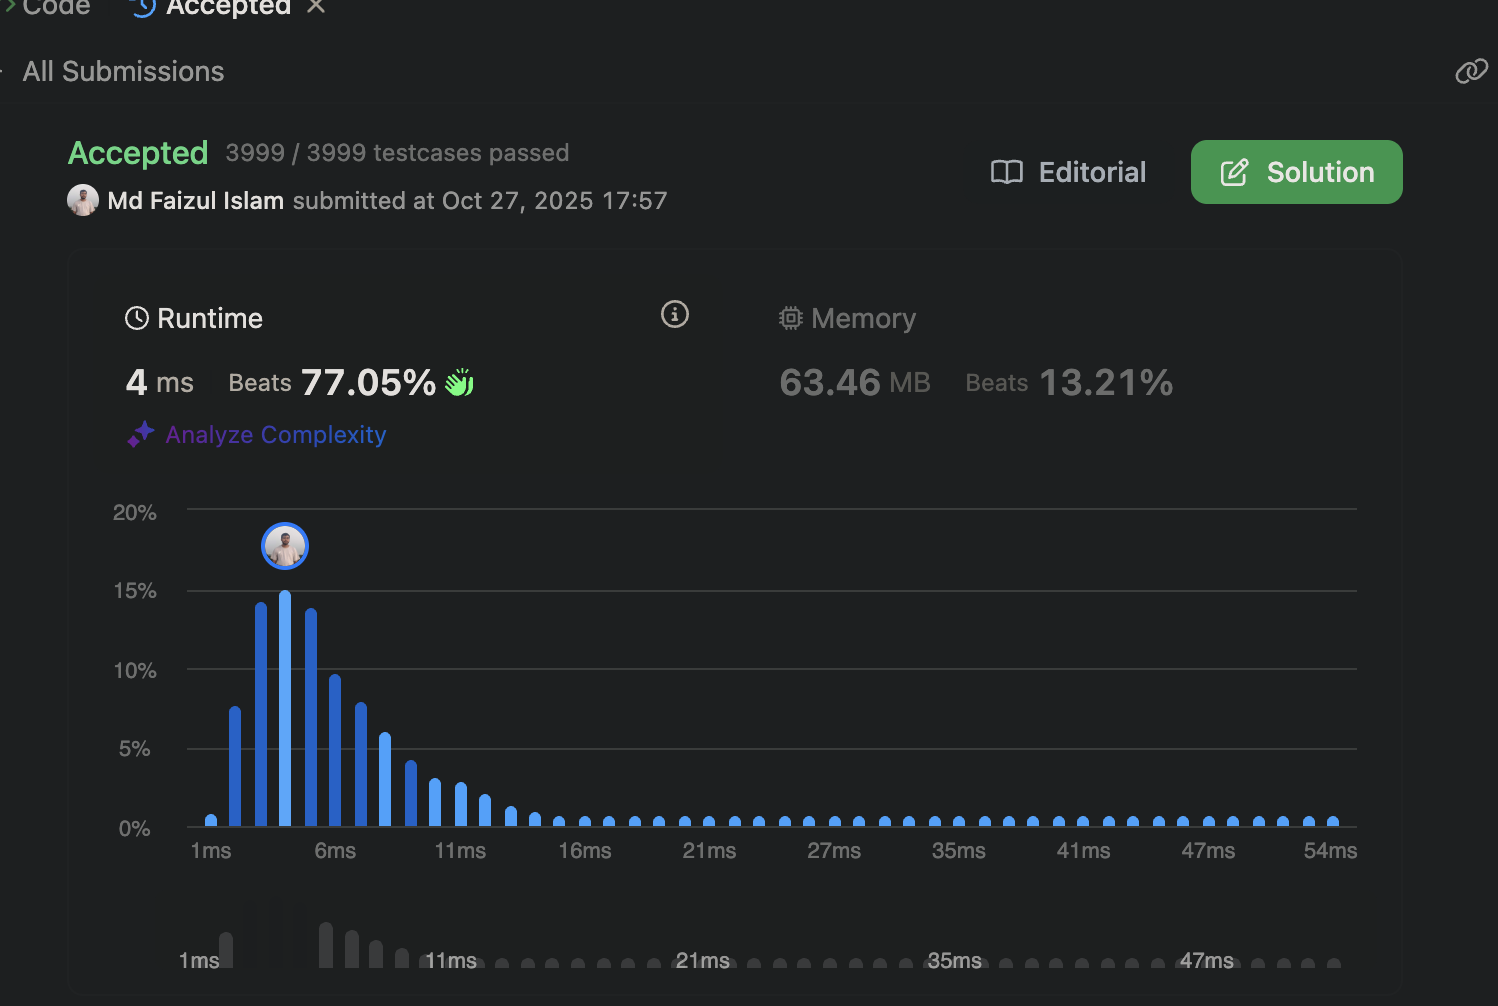 Code Accepted
All Submissions
Accepted 3999 / 3999 testcases passed
Editorial
Solution
Md Faizul Islam submitted at Oct 27, 2025 17:57
Runtime
4 ms Beats 77.05%
Analyze Complexity
Memory
63.46 MB Beats 13.21%
20%
15%
10%
5%
0%
1ms 6ms 11ms 16ms 21ms 27ms 35ms 41ms 47ms 54ms
1ms 11ms 21ms 35ms 47ms